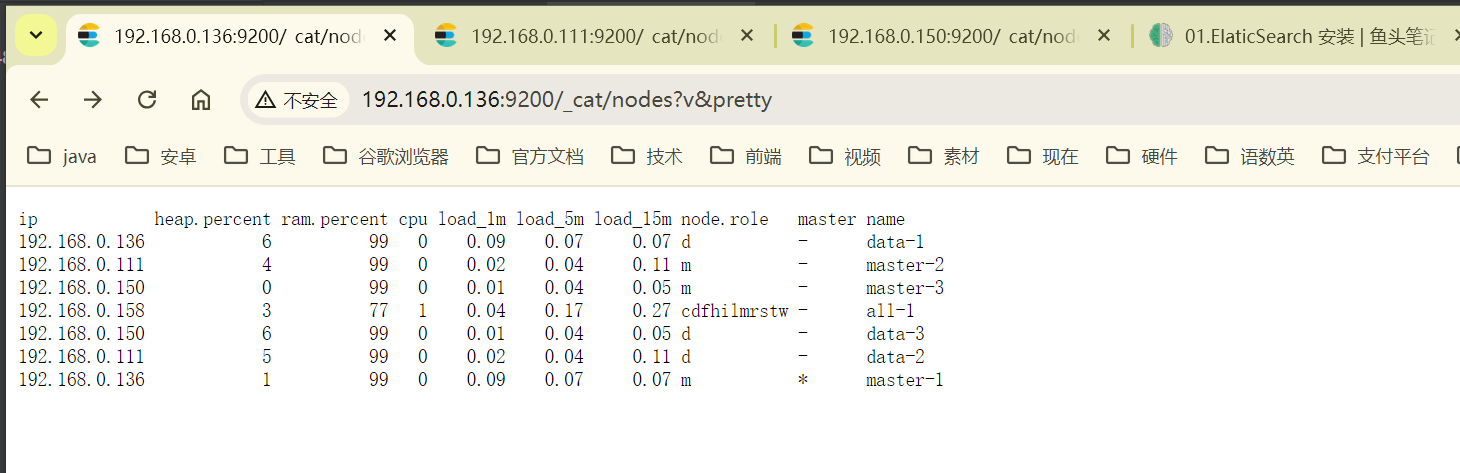 192.168.0.136:9200/_cat/nod
192.168.0.111:9200/_cat/nod
192.168.0.150:9200/_cat/nod
01.ElaticSearch 安装 | 鱼头笔记
不安全
192.168.0.136:9200/_cat/nodes?v&pretty
java 安卓 工具 谷歌浏览器 官方文档 技术 前端 视频 素材 现在 硬件 语数英 支付平台
ip heap.percent ram.percent cpu load_1m load_5m load_15m node.role master name
192.168.0.136 6 99 0 0.09 0.07 0.07 d - data-1
192.168.0.111 4 99 0 0.02 0.04 0.11 m - master-2
192.168.0.150 0 99 0 0.01 0.04 0.05 m - master-3
192.168.0.158 3 77 1 0.04 0.17 0.27 cdfhilmrstw - all-1
192.168.0.150 6 99 0 0.01 0.04 0.05 d - data-3
192.168.0.111 5 99 0 0.02 0.04 0.11 d - data-2
192.168.0.136 1 99 0 0.09 0.07 0.07 m * master-1